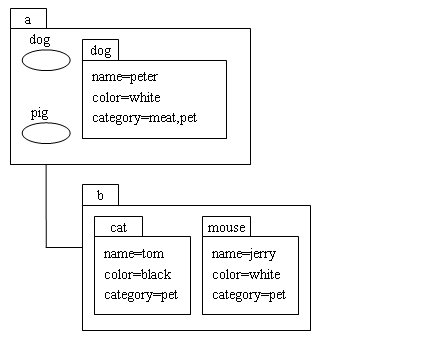 a
dog
dog
name=peter
color=white
category=meat,pet
pig
b
cat
name=tom
color=black
category=pet
mouse
name=jerry
color=white
category=pet